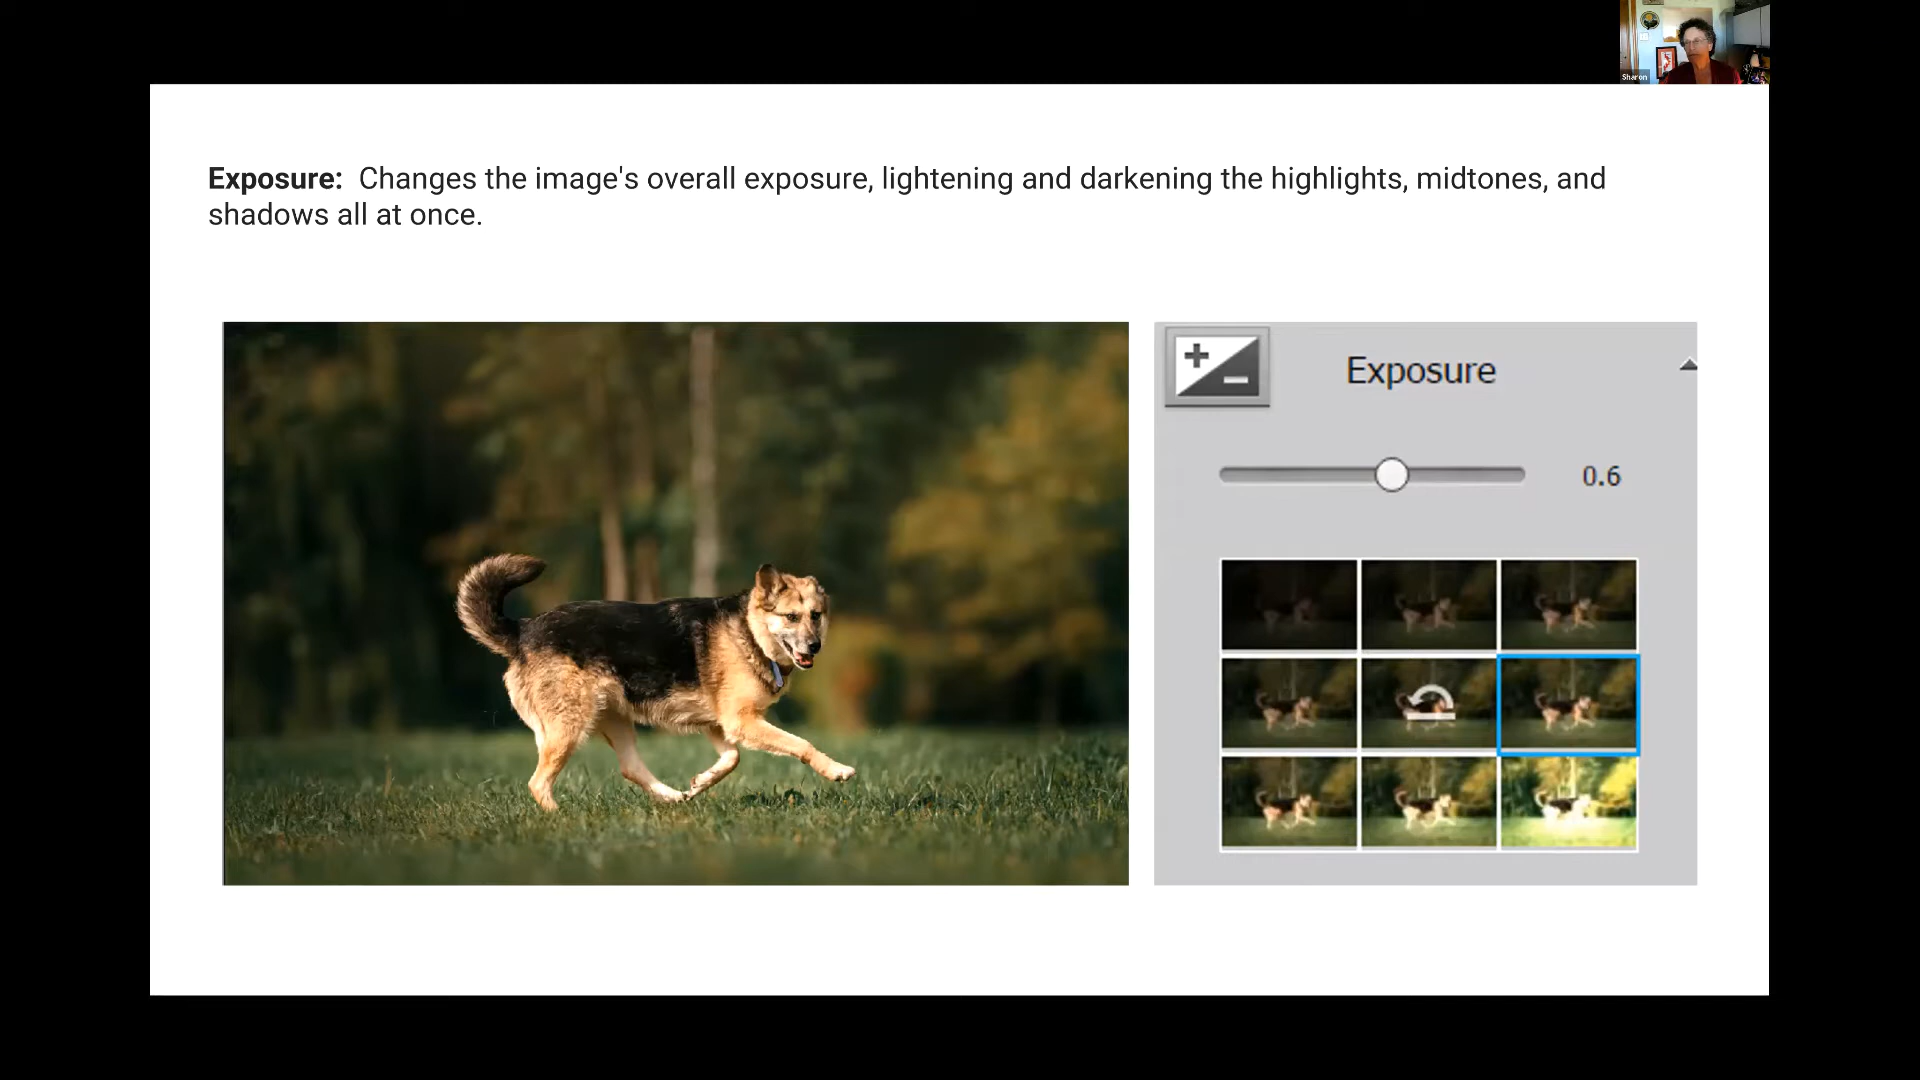 Sharon
Exposure: Changes the image's overall exposure, lightening and darkening the highlights, midtones, and
shadows all at once.
Exposure
0.6